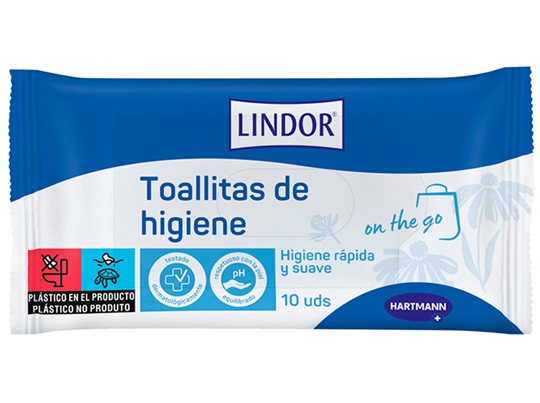 LINDOR®
Toallitas de
higiene
on the go
Higiene rápida
y suave
10 uds
testado
dermatológicamente
respetuoso con la piel
pH
equilibrado
PLÁSTICO EN EL PRODUCTO
PLÁSTICO NO PRODUTO
HARTMANN